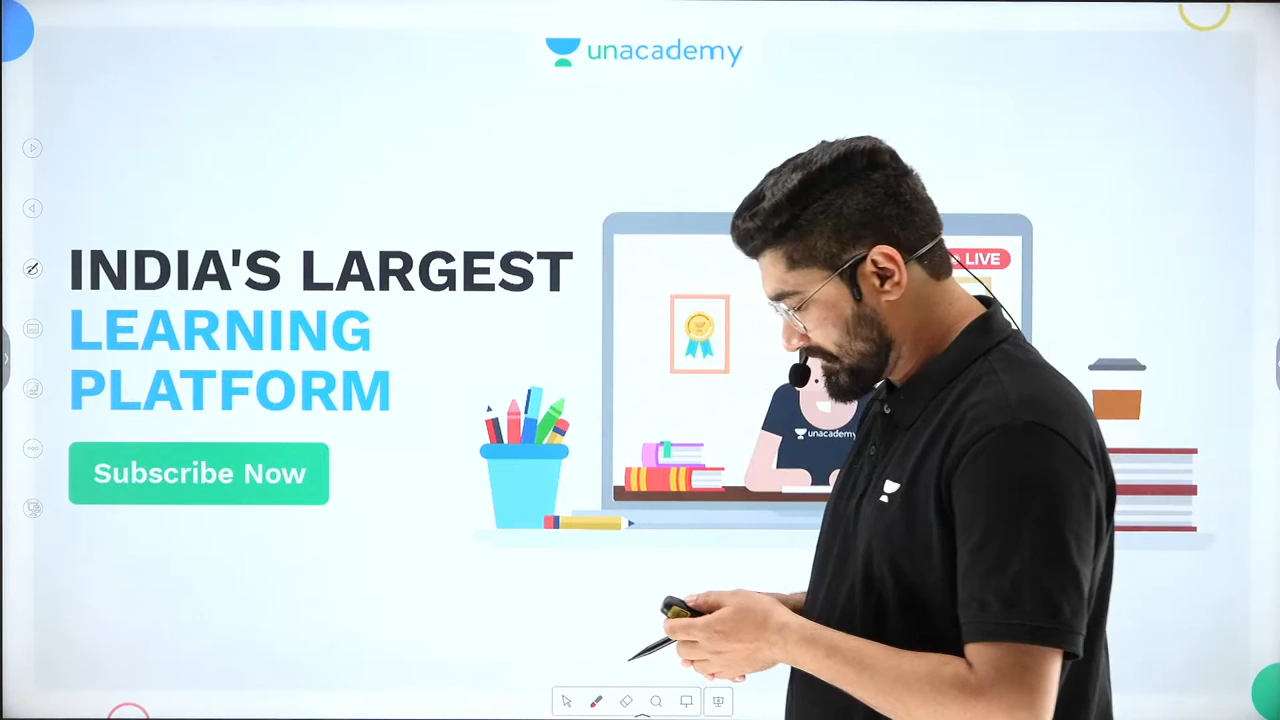 unacademy
INDIA'S LARGEST
LIVE
LEARNING
PLATFORM
unacademy
Subscribe Now